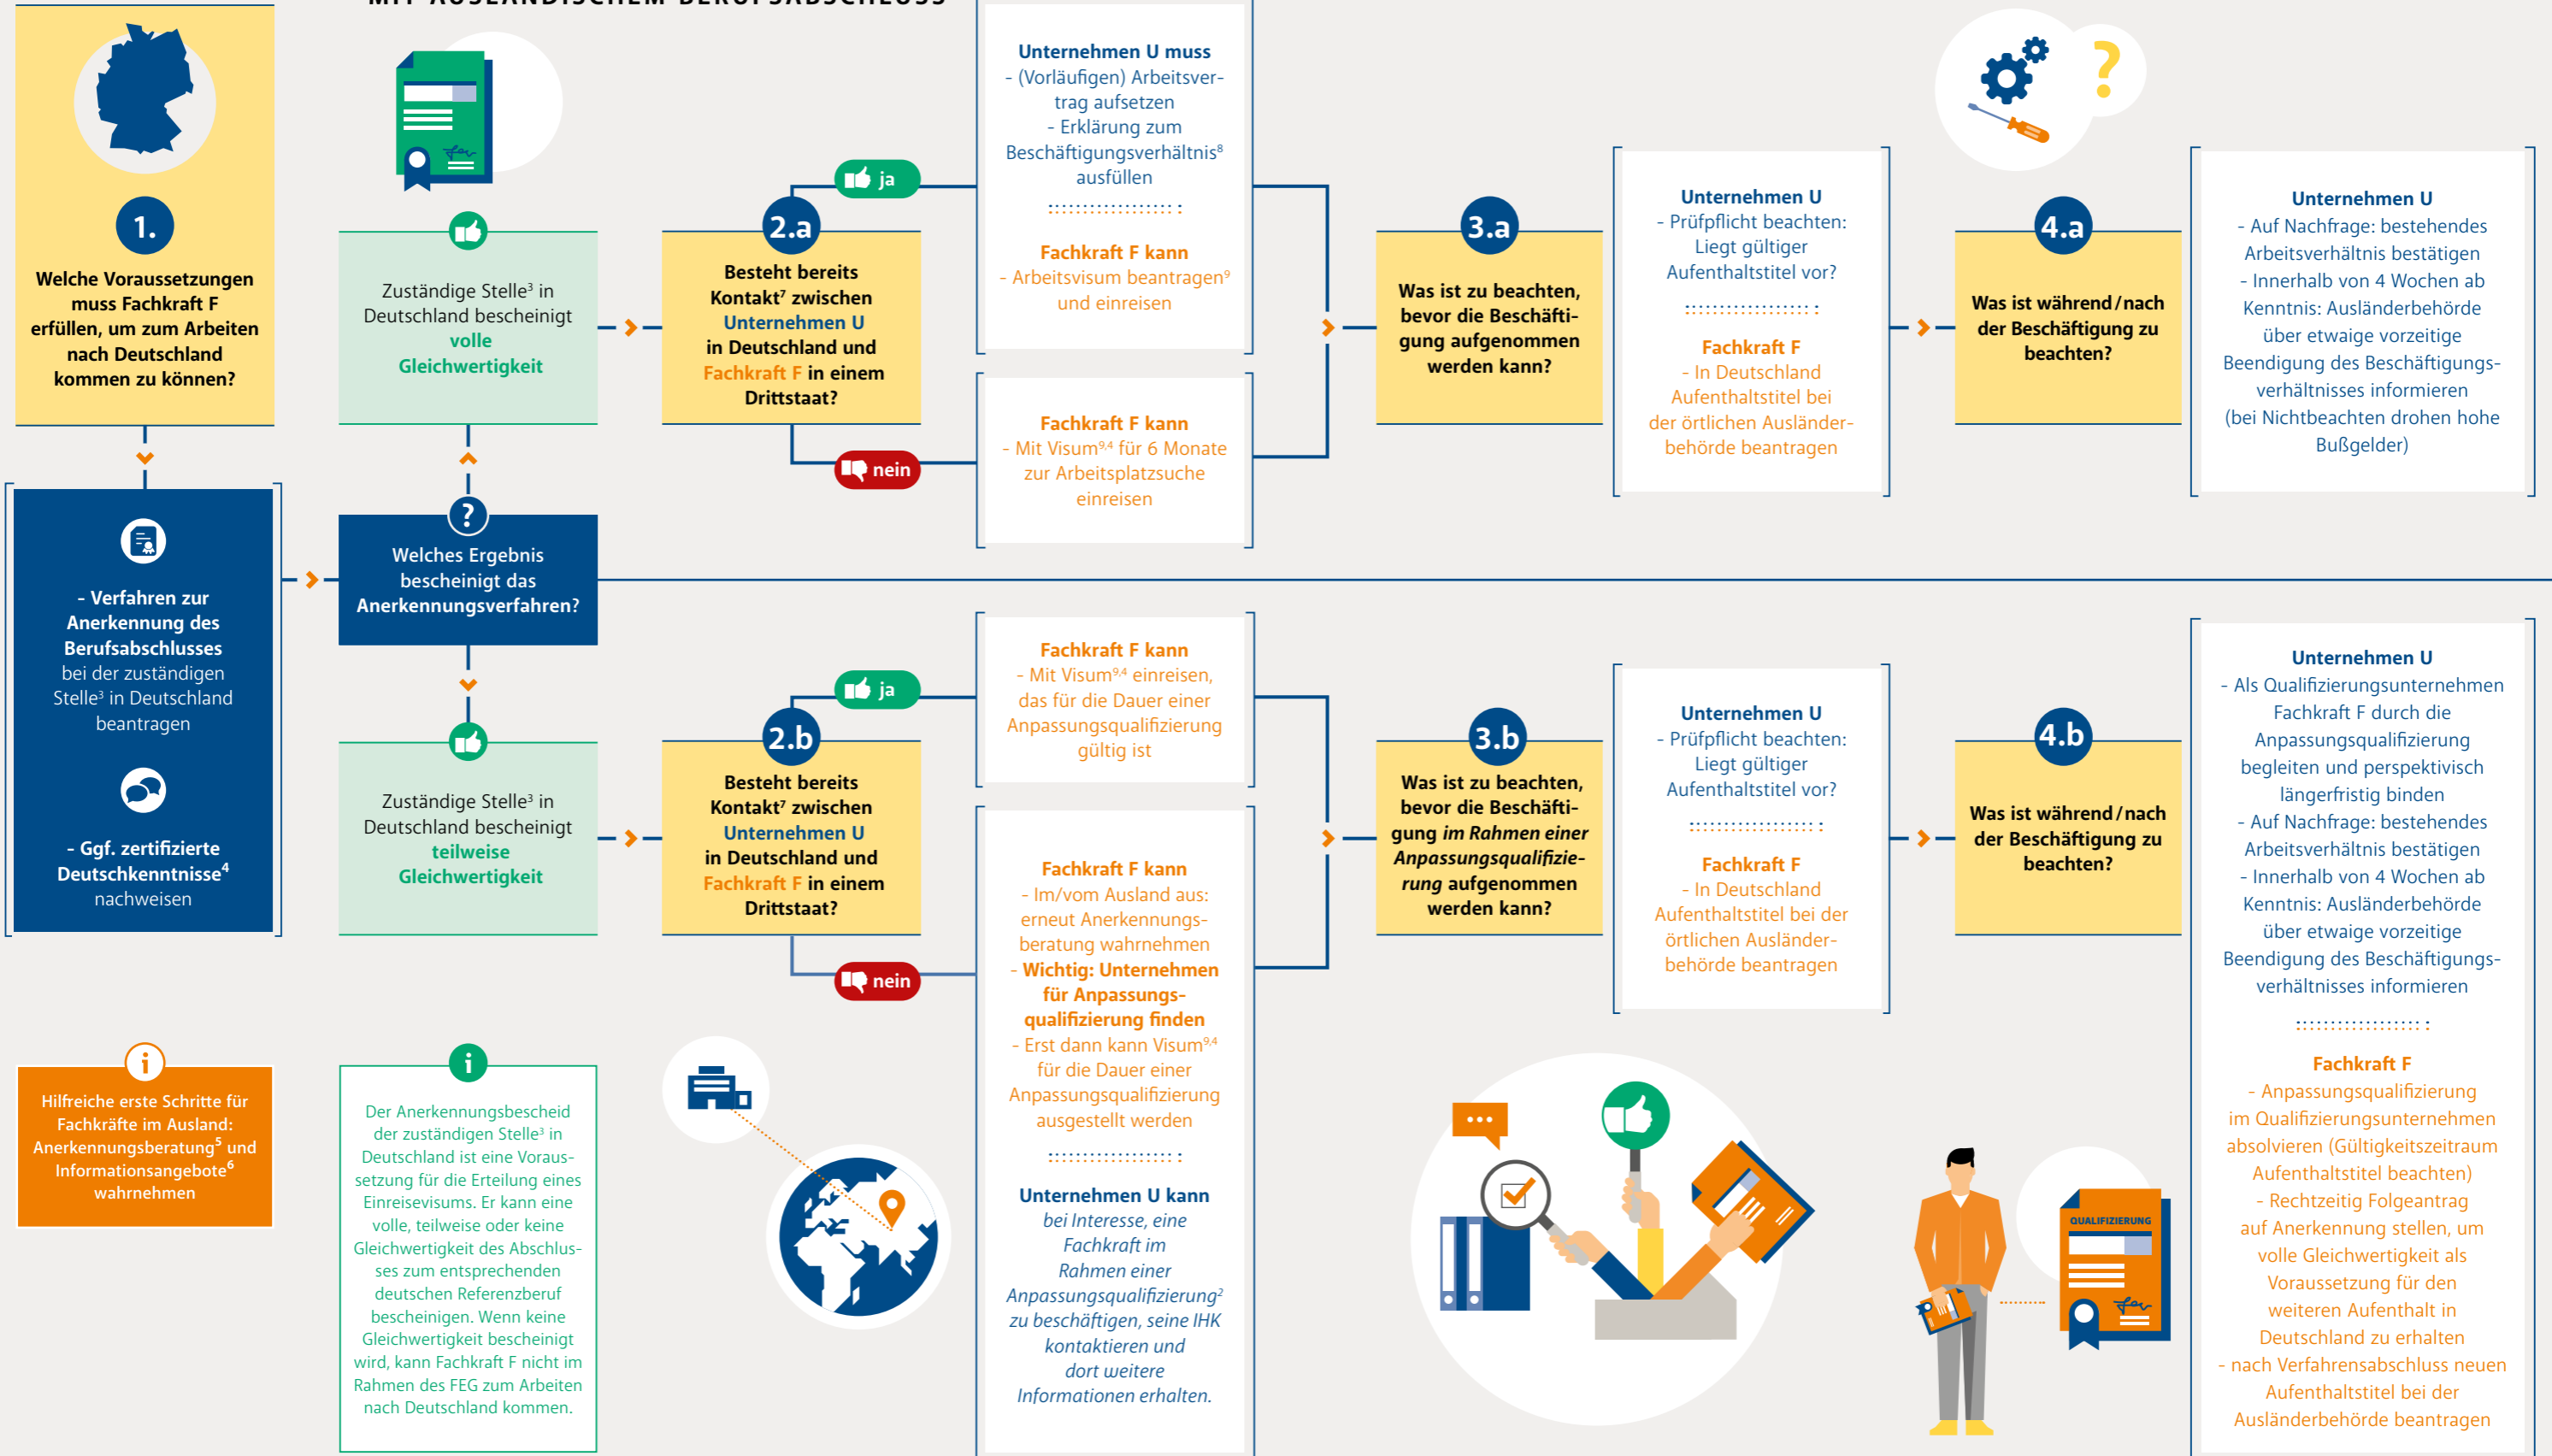 MIT AUSLÄNDISCHEM BERUFSABSCHLUSS
1.
Welche Voraussetzungen
muss Fachkraft F
erfüllen, um zum Arbeiten
nach Deutschland
kommen zu können?
- Verfahren zur
Anerkennung des
Berufsabschlusses
bei der zuständigen
Stelle³ in Deutschland
beantragen
- Ggf. zertifizierte
Deutschkenntnisse⁴
nachweisen
i
Hilfreiche erste Schritte für
Fachkräfte im Ausland:
Anerkennungsberatung⁵ und
Informationsangebote⁶
wahrnehmen
?
Welches Ergebnis
bescheinigt das
Anerkennungsverfahren?
Zuständige Stelle³ in
Deutschland bescheinigt
volle
Gleichwertigkeit
2.a
Besteht bereits
Kontakt⁷ zwischen
Unternehmen U
in Deutschland und
Fachkraft F in einem
Drittstaat?
ja
Unternehmen U muss
- (Vorläufigen) Arbeitsver-
trag aufsetzen
- Erklärung zum
Beschäftigungsverhältnis⁸
ausfüllen
Fachkraft F kann
- Arbeitsvisum beantragen⁹
und einreisen
nein
Fachkraft F kann
- Mit Visum⁹,⁴ für 6 Monate
zur Arbeitsplatzsuche
einreisen
3.a
Was ist zu beachten,
bevor die Beschäfti-
gung aufgenommen
werden kann?
Unternehmen U
- Prüfpflicht beachten:
Liegt gültiger
Aufenthaltstitel vor?
Fachkraft F
- In Deutschland
Aufenthaltstitel bei
der örtlichen Ausländer-
behörde beantragen
?
4.a
Was ist während/nach
der Beschäftigung zu
beachten?
Unternehmen U
- Auf Nachfrage: bestehendes
Arbeitsverhältnis bestätigen
- Innerhalb von 4 Wochen ab
Kenntnis: Ausländerbehörde
über etwaige vorzeitige
Beendigung des Beschäftigungs-
verhältnisses informieren
(bei Nichtbeachten drohen hohe
Bußgelder)
Zuständige Stelle³ in
Deutschland bescheinigt
teilweise
Gleichwertigkeit
i
Der Anerkennungsbescheid
der zuständigen Stelle³ in
Deutschland ist eine Voraus-
setzung für die Erteilung eines
Einreisevisums. Er kann eine
volle, teilweise oder keine
Gleichwertigkeit des Abschlus-
ses zum entsprechenden
deutschen Referenzberuf
bescheinigen. Wenn keine
Gleichwertigkeit bescheinigt
wird, kann Fachkraft F nicht im
Rahmen des FEG zum Arbeiten
nach Deutschland kommen.
2.b
Besteht bereits
Kontakt⁷ zwischen
Unternehmen U
in Deutschland und
Fachkraft F in einem
Drittstaat?
ja
Fachkraft F kann
- Mit Visum⁹,⁴ einreisen,
das für die Dauer einer
Anpassungsqualifizierung
gültig ist
nein
Fachkraft F kann
- Im/vom Ausland aus:
erneut Anerkennungs-
beratung wahrnehmen
- Wichtig: Unternehmen
für Anpassungs-
qualifizierung finden
- Erst dann kann Visum⁹,⁴
für die Dauer einer
Anpassungsqualifizierung
ausgestellt werden
Unternehmen U kann
bei Interesse, eine
Fachkraft im
Rahmen einer
Anpassungsqualifizierung²
zu beschäftigen, seine IHK
kontaktieren und
dort weitere
Informationen erhalten.
3.b
Was ist zu beachten,
bevor die Beschäfti-
gung im Rahmen einer
Anpassungsqualifizie-
rung aufgenommen
werden kann?
Unternehmen U
- Prüfpflicht beachten:
Liegt gültiger
Aufenthaltstitel vor?
Fachkraft F
- In Deutschland
Aufenthaltstitel bei der
örtlichen Ausländer-
behörde beantragen
4.b
Was ist während/nach
der Beschäftigung zu
beachten?
Unternehmen U
- Als Qualifizierungsunternehmen
Fachkraft F durch die
Anpassungsqualifizierung
begleiten und perspektivisch
längerfristig binden
- Auf Nachfrage: bestehendes
Arbeitsverhältnis bestätigen
- Innerhalb von 4 Wochen ab
Kenntnis: Ausländerbehörde
über etwaige vorzeitige
Beendigung des Beschäftigungs-
verhältnisses informieren
Fachkraft F
- Anpassungsqualifizierung
im Qualifizierungsunternehmen
absolvieren (Gültigkeitszeitraum
Aufenthaltstitel beachten)
- Rechtzeitig Folgeantrag
auf Anerkennung stellen, um
volle Gleichwertigkeit als
Voraussetzung für den
weiteren Aufenthalt in
Deutschland zu erhalten
- nach Verfahrensabschluss neuen
Aufenthaltstitel bei der
Ausländerbehörde beantragen
QUALIFIZIERUNG